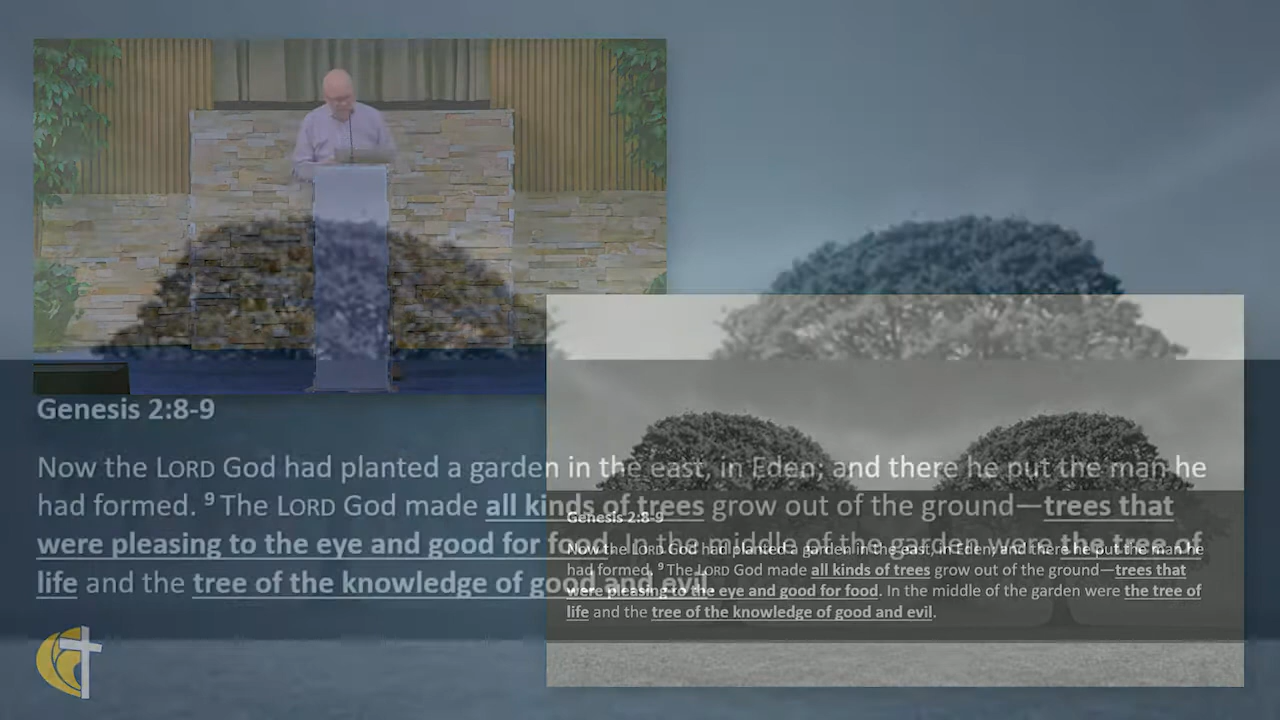 Genesis 2:8-9
Now the LORD God had planted a garden in the east, in Eden; and there he put the man he
had formed. 9 The LORD God made all kinds of trees grow out of the ground—trees that
were pleasing to the eye and good for food. In the middle of the garden were the tree of
life and the tree of the knowledge of good and evil.
Genesis 2:8-9
Now the LORD God had planted a garden in the east, in Eden; and there he put the man he
had formed. 9 The LORD God made all kinds of trees grow out of the ground—trees that
were pleasing to the eye and good for food. In the middle of the garden were the tree of
life and the tree of the knowledge of good and evil.